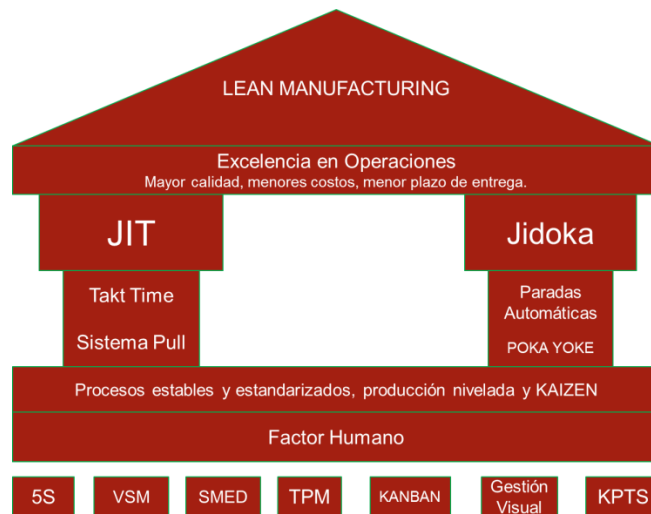 LEAN MANUFACTURING
Excelencia en Operaciones
Mayor calidad, menores costos, menor plazo de entrega.
JIT
Takt Time
Sistema Pull
Jidoka
Paradas
Automáticas
POKA YOKE
Procesos estables y estandarizados, producción nivelada y KAIZEN
Factor Humano
5S
VSM
SMED
TPM
KANBAN
Gestión
Visual
KPTS